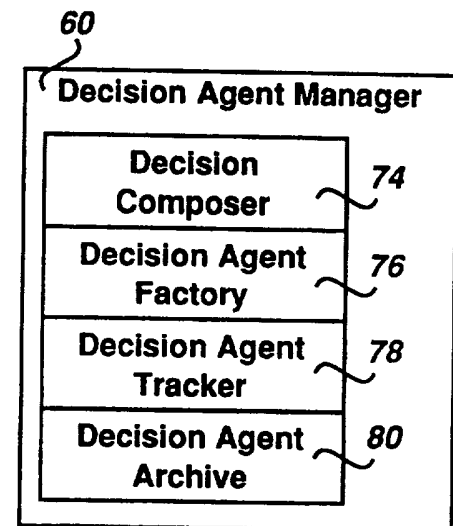 60
Decision Agent Manager
Decision
Composer
74
Decision Agent
Factory
76
Decision Agent
Tracker
78
Decision Agent
Archive
80